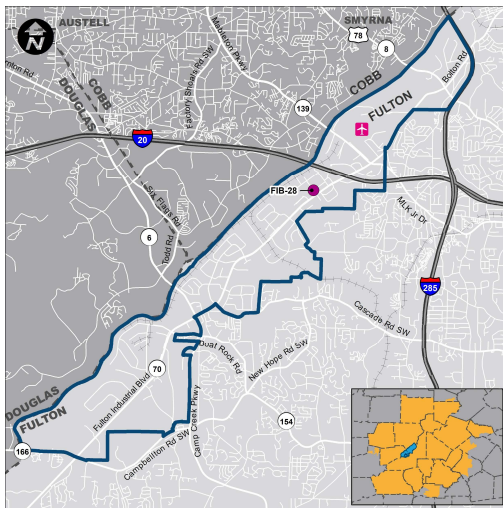 AUSTELL
SMYRNA
N
78
8
Mableton Pkwy
Factory Shoals Rd SW
COBB
Bolton Rd
COBB
DOUGLAS
139
FULTON
20
FIB-28
Six Flags Rd
MLK Jr Dr
6
Todd Rd
285
Cascade Rd SW
70
Fulton Industrial Blvd
New Hope Rd SW
DOUGLAS
FULTON
Camp Creek Pkwy
154
Campbellton Rd SW
166